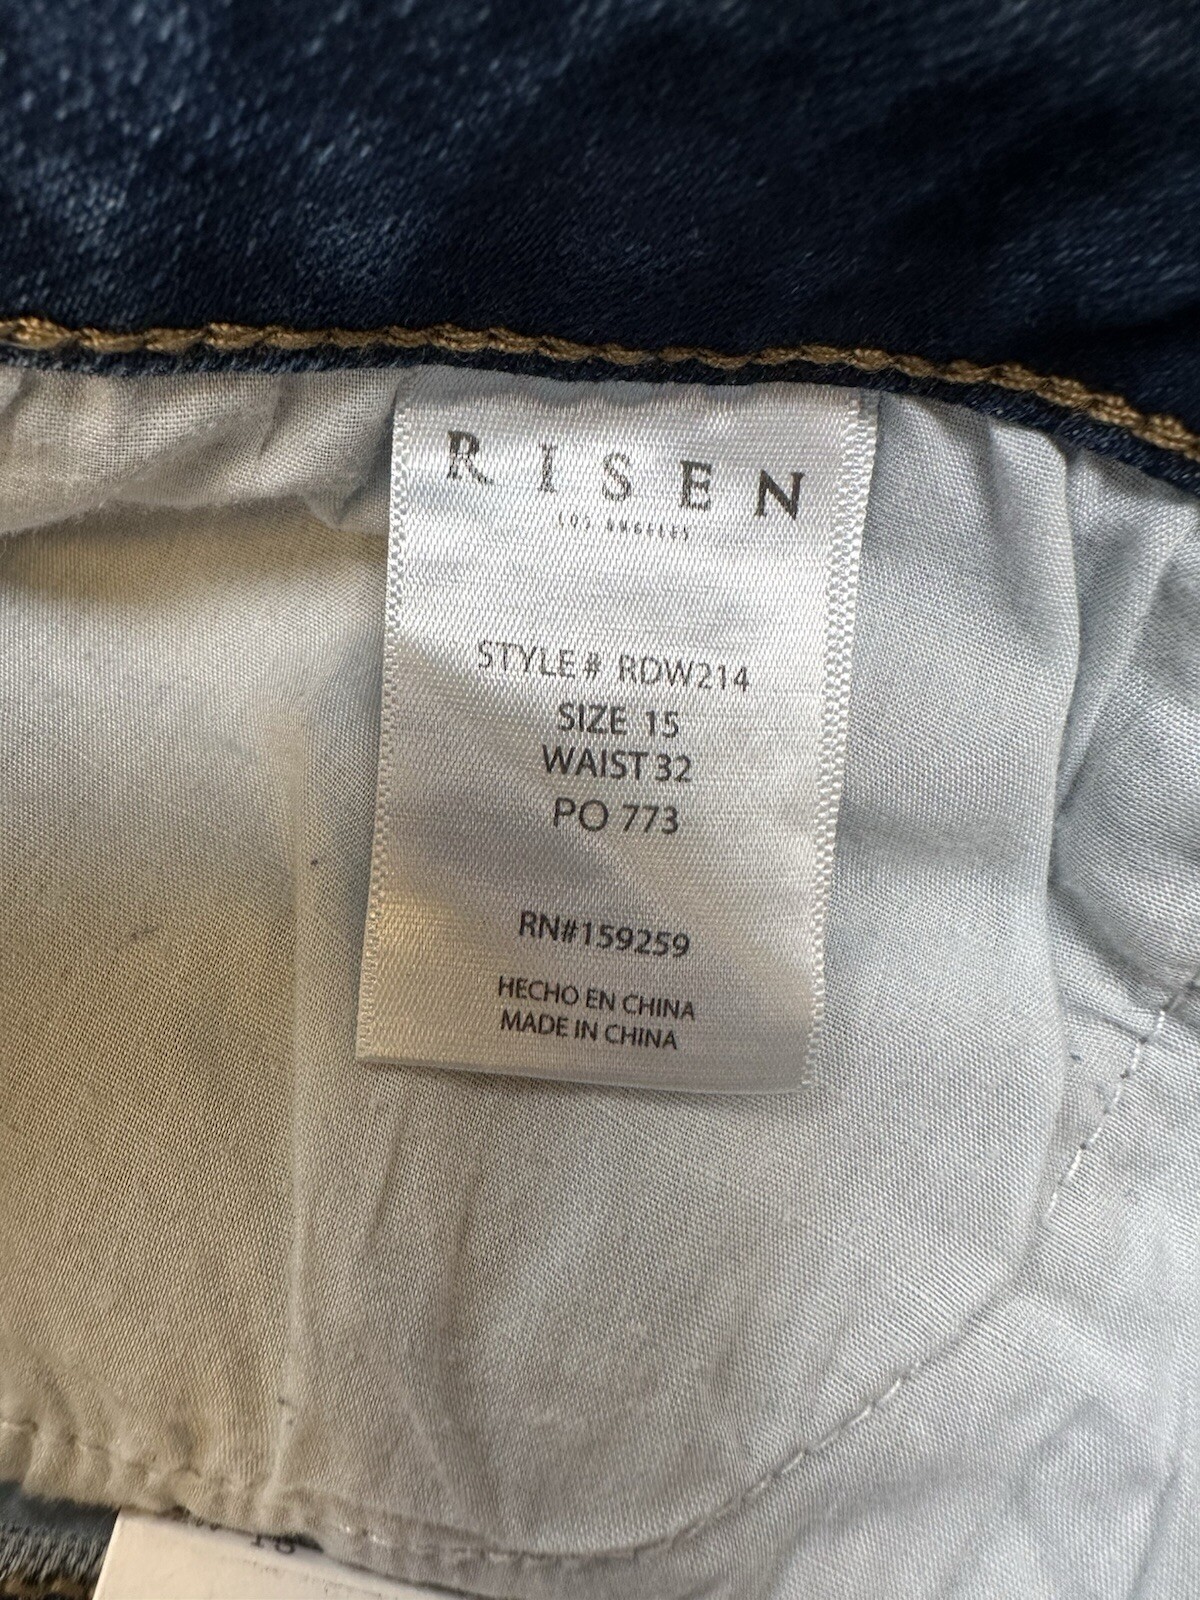 RISEN
LOS ANGELES
STYLE# RDW214
SIZE 15
WAIST 32
PO 773
RN#159259
HECHO EN CHINA
MADE IN CHINA